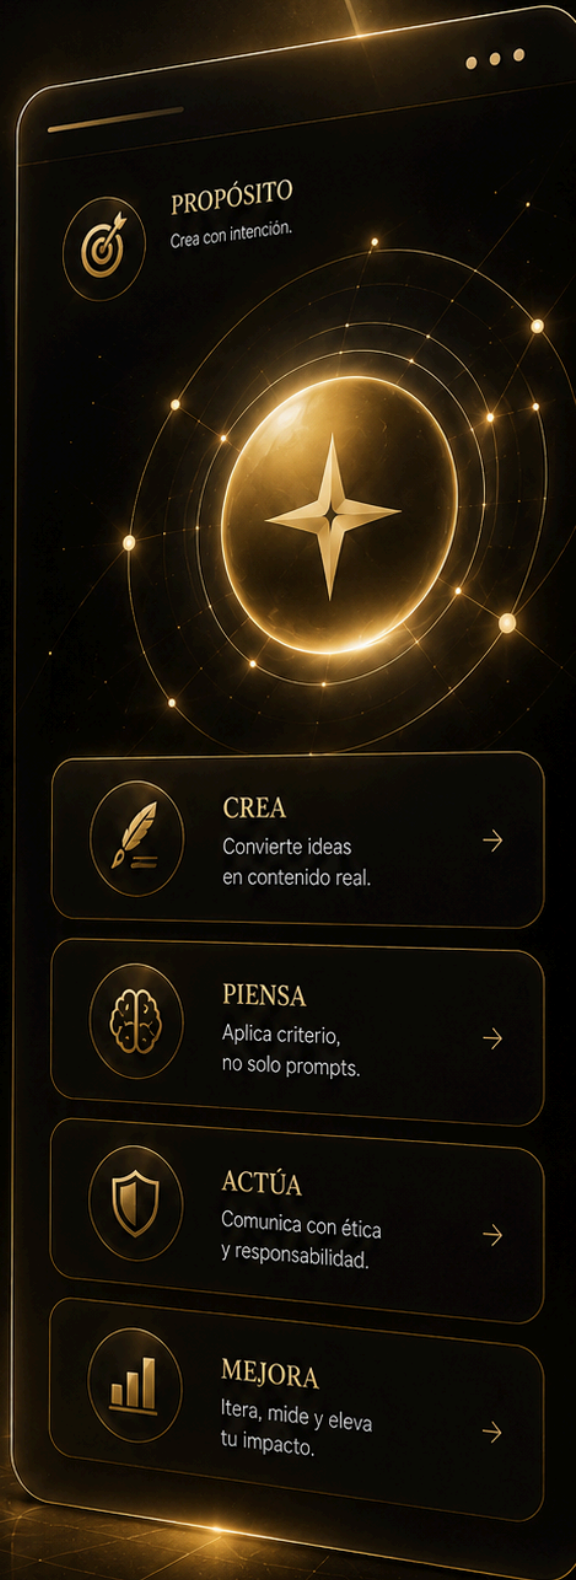 PROPÓSITO
Crea con intención.
CREA
Convierte ideas
en contenido real.
PIENSA
Aplica criterio,
no solo prompts.
ACTÚA
Comunica con ética
y responsabilidad.
MEJORA
Itera, mide y eleva
tu impacto.